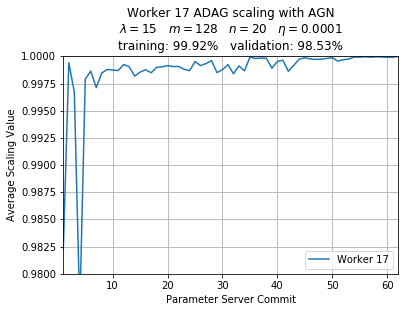 Worker 17 ADAG scaling with AGN
λ = 15 m = 128 n = 20 η = 0.0001
training: 99.92% validation: 98.53%
1.0000
0.9975
0.9950
0.9925
0.9900
0.9875
0.9850
0.9825
0.9800
Average Scaling Value
Worker 17
10 20 30 40 50 60
Parameter Server Commit